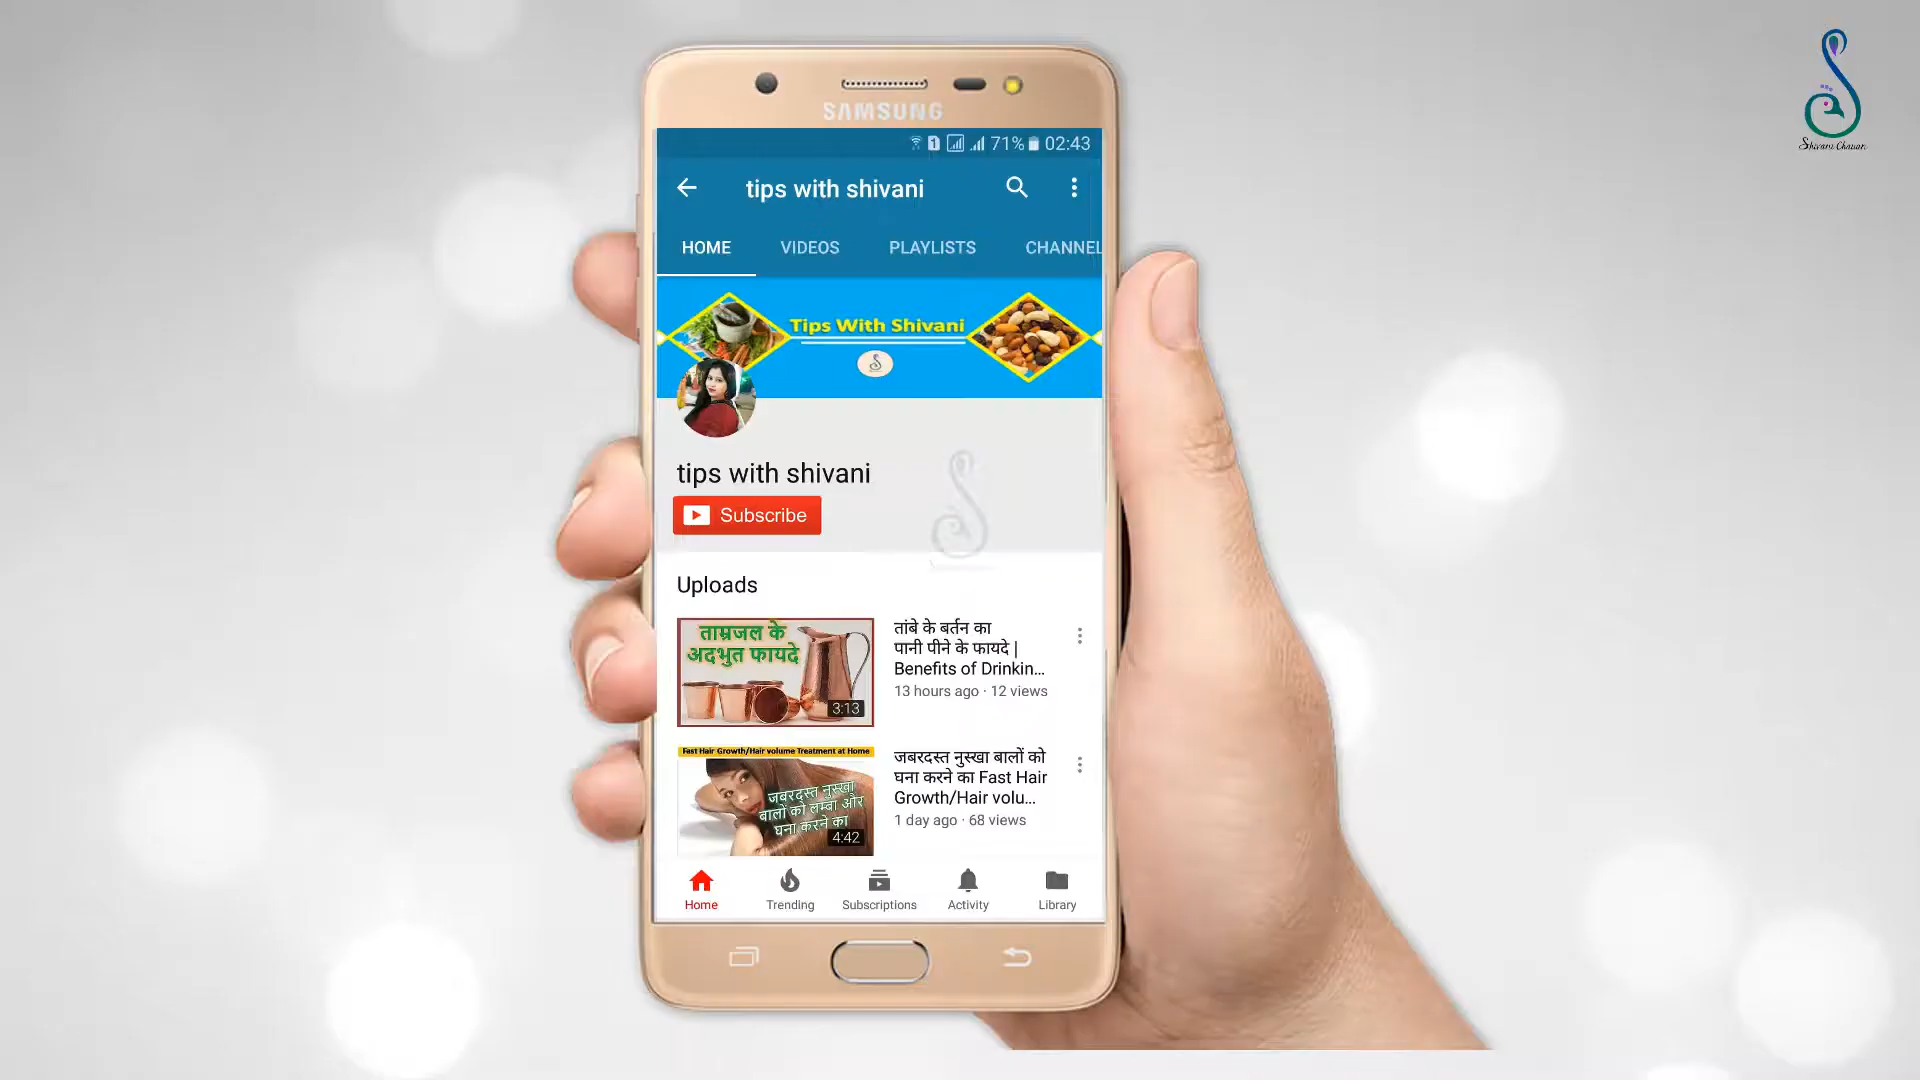 Shivani Chauan
SAMSUNG
1 71% 02:43
tips with shivani
HOME VIDEOS PLAYLISTS CHANNEL
Tips With Shivani
tips with shivani
Subscribe
Uploads
ताम्रजल के
अदभुत फायदे
3:13
तांबे के बर्तन का
पानी पीने के फायदे |
Benefits of Drinkin...
13 hours ago · 12 views
Fast Hair Growth/Hair volume Treatment at Home
जबरदस्त नुस्खा
बालों को लम्बा और
घना करने का
4:42
जबरदस्त नुस्खा बालों को
घना करने का Fast Hair
Growth/Hair volu...
1 day ago · 68 views
Home Trending Subscriptions Activity Library